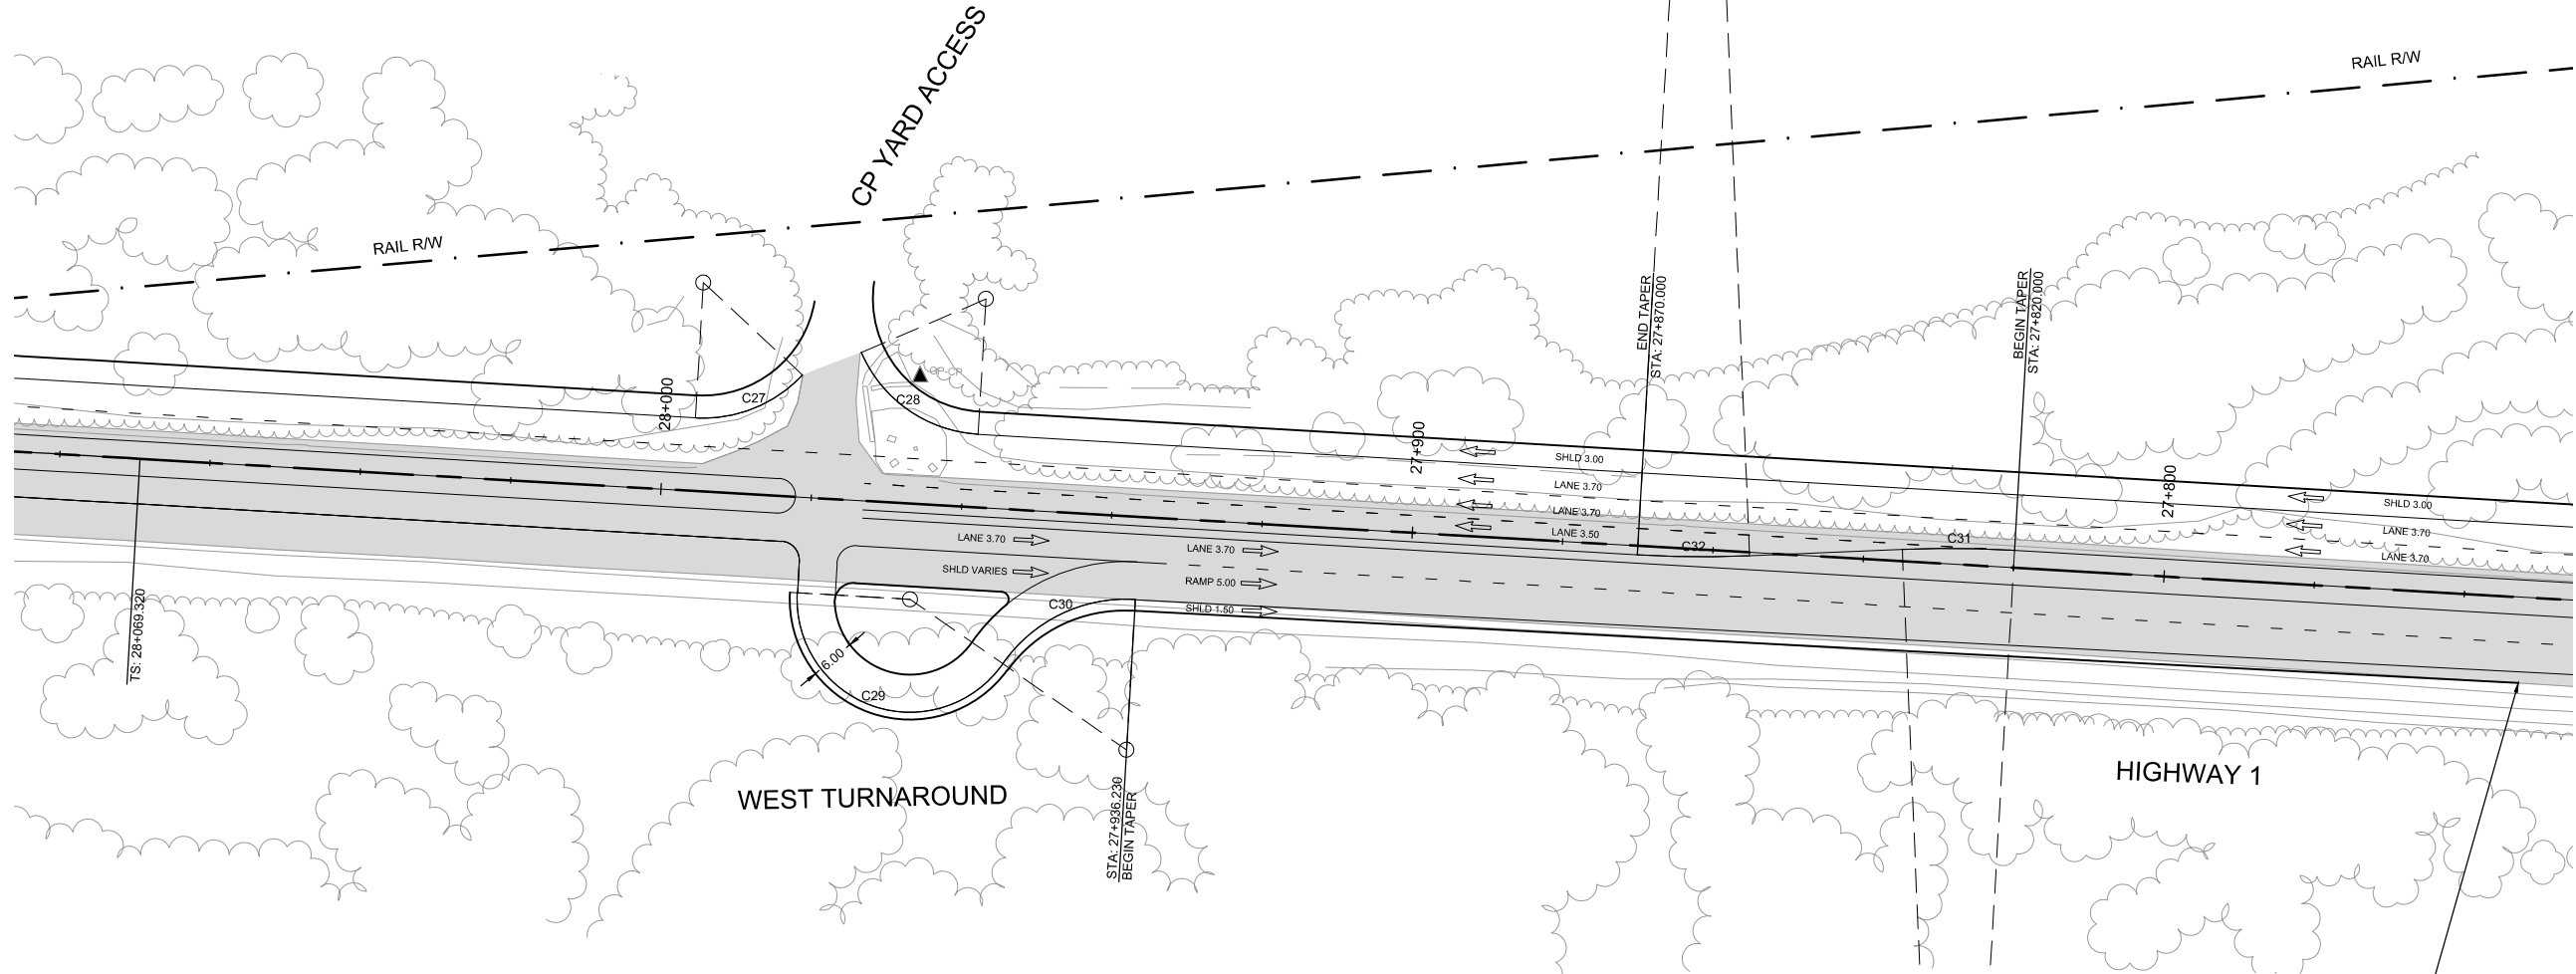 CP YARD ACCESS
RAIL R/W
RAIL R/W
END TAPER
STA: 27+870.000
BEGIN TAPER
STA: 27+820.000
28+000
C27
C28
27+900
27+800
SHLD 3.00
LANE 3.70
LANE 3.70
LANE 3.50
SHLD 3.00
LANE 3.70
LANE 3.70
C32
C31
LANE 3.70
LANE 3.70
SHLD VARIES
RAMP 5.00
SHLD 1.50
C30
TS: 28+069.320
6.00
C29
STA: 27+936.230
BEGIN TAPER
WEST TURNAROUND
HIGHWAY 1